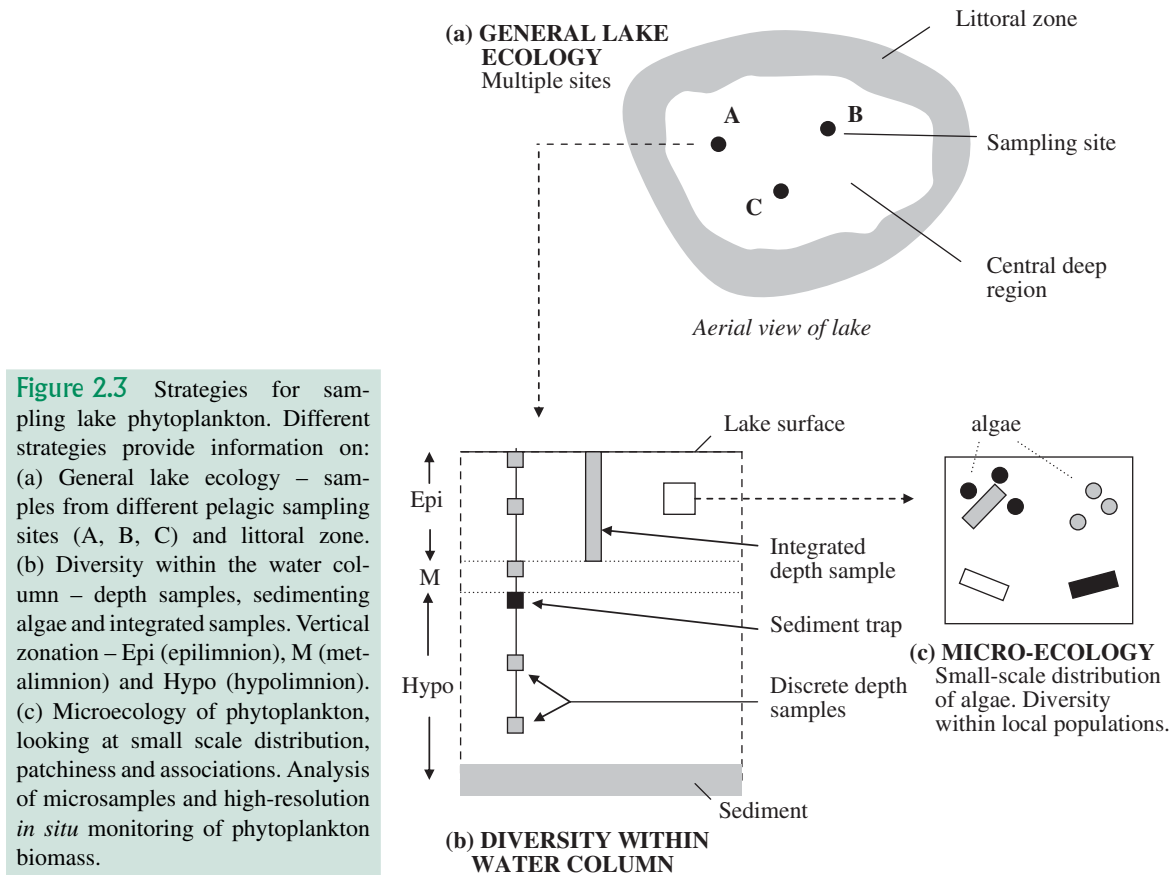 (a) GENERAL LAKE
ECOLOGY
Multiple sites
Littoral zone
A
B
Sampling site
C
Central deep
region
Aerial view of lake
Figure 2.3 Strategies for sam-
pling lake phytoplankton. Different
strategies provide information on:
(a) General lake ecology – sam-
ples from different pelagic sampling
sites (A, B, C) and littoral zone.
(b) Diversity within the water col-
umn – depth samples, sedimenting
algae and integrated samples. Vertical
zonation – Epi (epilimnion), M (met-
alimnion) and Hypo (hypolimnion).
(c) Microecology of phytoplankton,
looking at small scale distribution,
patchiness and associations. Analysis
of microsamples and high-resolution
in situ monitoring of phytoplankton
biomass.
Lake surface
Epi
M
Hypo
Integrated
depth sample
Sediment trap
Discrete depth
samples
Sediment
(b) DIVERSITY WITHIN
WATER COLUMN
algae
(c) MICRO-ECOLOGY
Small-scale distribution
of algae. Diversity
within local populations.